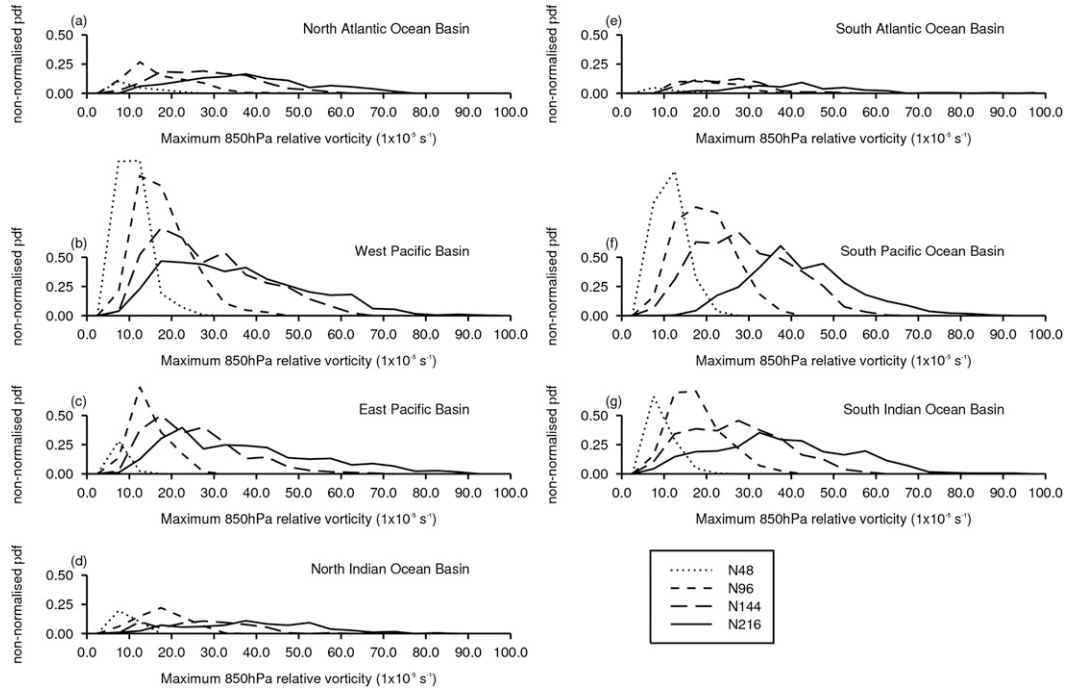 (a)
North Atlantic Ocean Basin
non-normalised pdf
0.50
0.25
0.00
0.0 10.0 20.0 30.0 40.0 50.0 60.0 70.0 80.0 90.0 100.0
Maximum 850hPa relative vorticity (1x10⁻⁵ s⁻¹)
(b)
West Pacific Basin
non-normalised pdf
0.50
0.25
0.00
0.0 10.0 20.0 30.0 40.0 50.0 60.0 70.0 80.0 90.0 100.0
Maximum 850hPa relative vorticity (1x10⁻⁵ s⁻¹)
(c)
East Pacific Basin
non-normalised pdf
0.50
0.25
0.00
0.0 10.0 20.0 30.0 40.0 50.0 60.0 70.0 80.0 90.0 100.0
Maximum 850hPa relative vorticity (1x10⁻⁵ s⁻¹)
(d)
North Indian Ocean Basin
non-normalised pdf
0.50
0.25
0.00
0.0 10.0 20.0 30.0 40.0 50.0 60.0 70.0 80.0 90.0 100.0
Maximum 850hPa relative vorticity (1x10⁻⁵ s⁻¹)
(e)
South Atlantic Ocean Basin
non-normalised pdf
0.50
0.25
0.00
0.0 10.0 20.0 30.0 40.0 50.0 60.0 70.0 80.0 90.0 100.0
Maximum 850hPa relative vorticity (1x10⁻⁵ s⁻¹)
(f)
South Pacific Ocean Basin
non-normalised pdf
0.50
0.25
0.00
0.0 10.0 20.0 30.0 40.0 50.0 60.0 70.0 80.0 90.0 100.0
Maximum 850hPa relative vorticity (1x10⁻⁵ s⁻¹)
(g)
South Indian Ocean Basin
non-normalised pdf
0.50
0.25
0.00
0.0 10.0 20.0 30.0 40.0 50.0 60.0 70.0 80.0 90.0 100.0
Maximum 850hPa relative vorticity (1x10⁻⁵ s⁻¹)
N48
N96
N144
N216